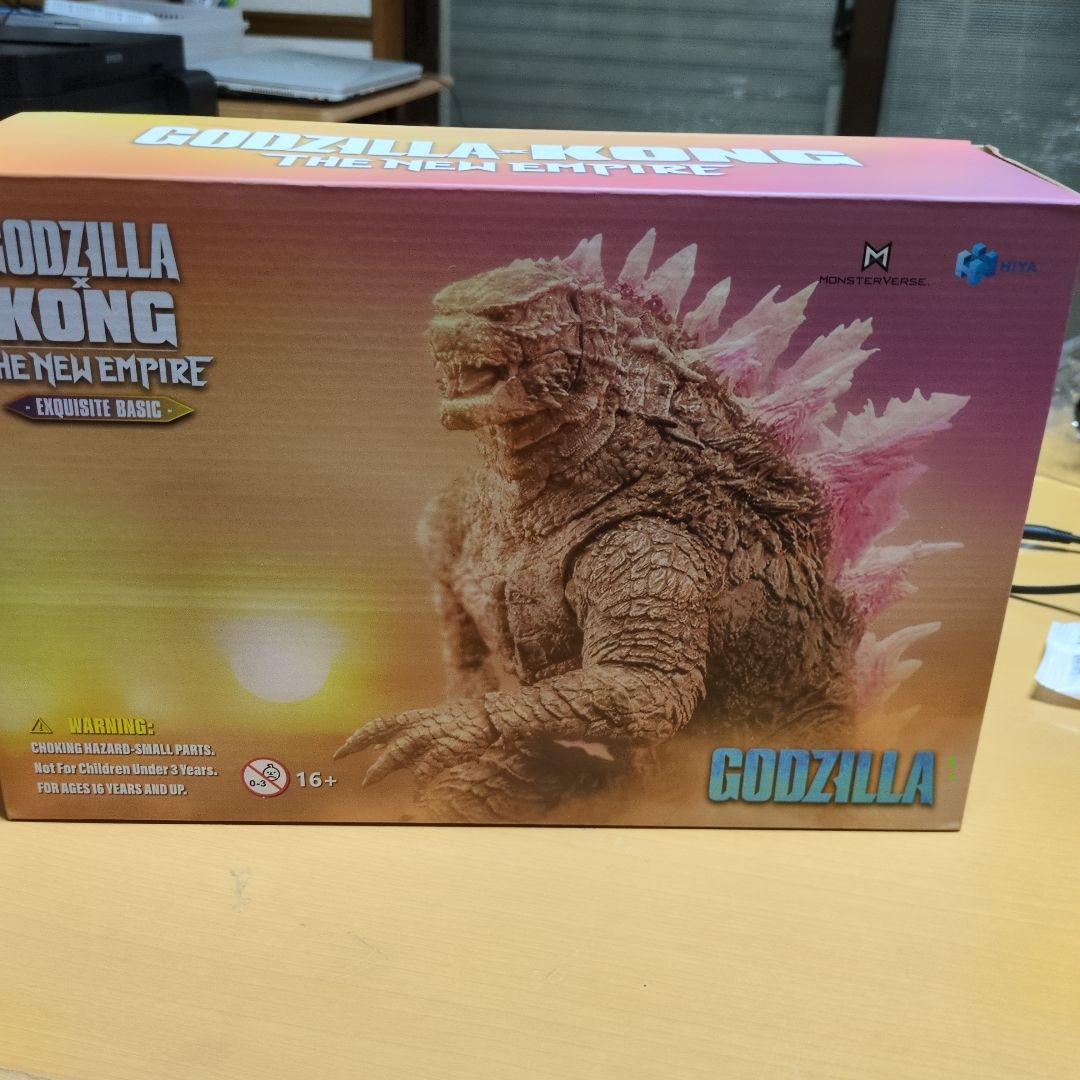 GODZILLA×KONG
THE NEW EMPIRE
GODZILLA
×
KONG
THE NEW EMPIRE
- EXQUISITE BASIC -
MONSTERVERSE.
HIYA
WARNING:
CHOKING HAZARD-SMALL PARTS.
Not For Children Under 3 Years.
FOR AGES 16 YEARS AND UP.
0-3
16+
GODZILLA